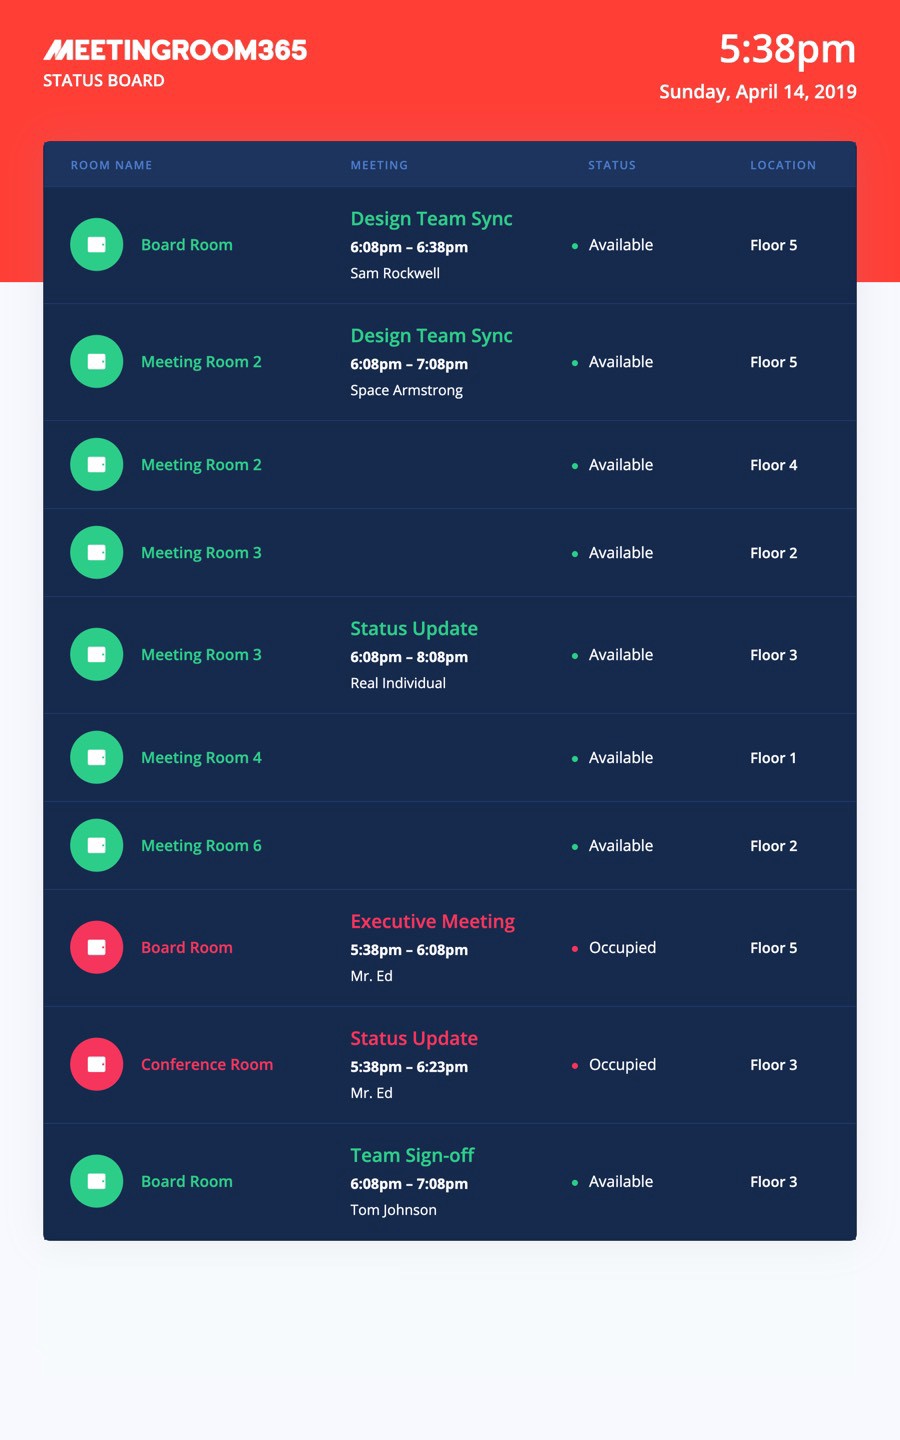 MEETINGROOM365
STATUS BOARD
5:38pm
Sunday, April 14, 2019
ROOM NAME MEETING STATUS LOCATION
Design Team Sync
Board Room 6:08pm – 6:38pm Available Floor 5
Sam Rockwell
Design Team Sync
Meeting Room 2 6:08pm – 7:08pm Available Floor 5
Space Armstrong
Meeting Room 2 Available Floor 4
Meeting Room 3 Available Floor 2
Status Update
Meeting Room 3 6:08pm – 8:08pm Available Floor 3
Real Individual
Meeting Room 4 Available Floor 1
Meeting Room 6 Available Floor 2
Executive Meeting
Board Room 5:38pm – 6:08pm Occupied Floor 5
Mr. Ed
Status Update
Conference Room 5:38pm – 6:23pm Occupied Floor 3
Mr. Ed
Team Sign-off
Board Room 6:08pm – 7:08pm Available Floor 3
Tom Johnson